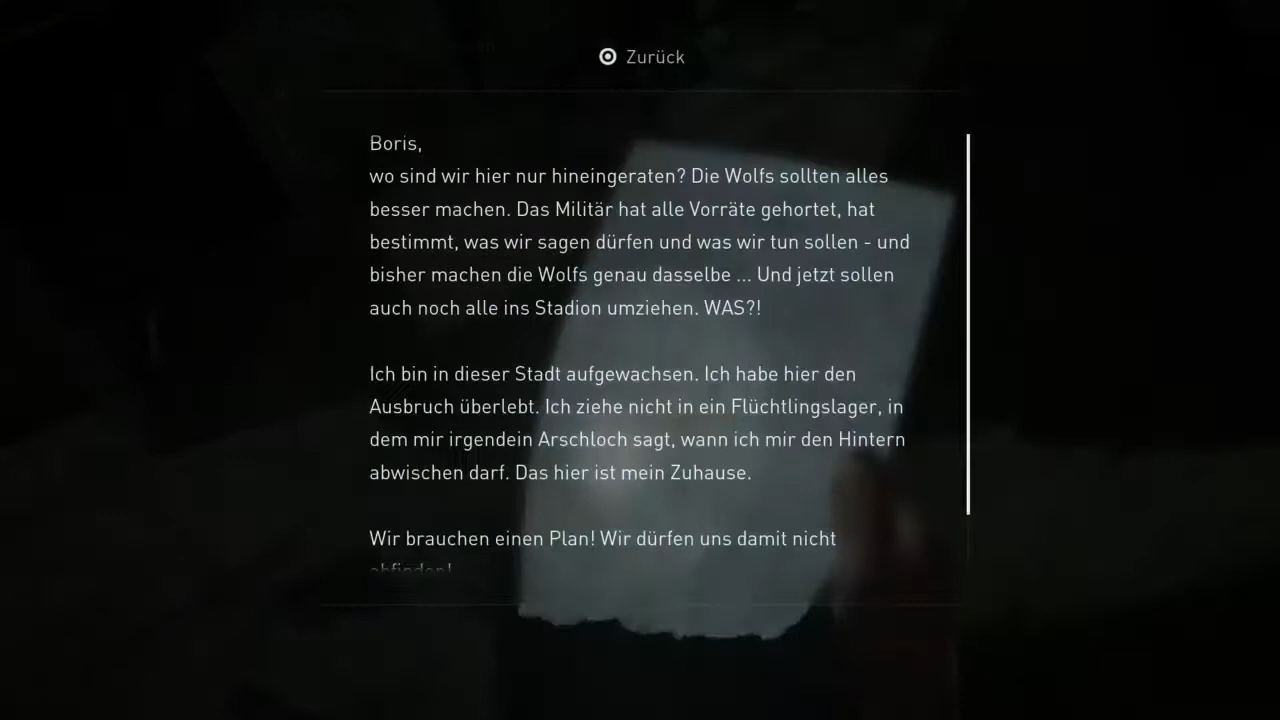 Zurück
Boris,
wo sind wir hier nur hineingeraten? Die Wolfs sollten alles
besser machen. Das Militär hat alle Vorräte gehortet, hat
bestimmt, was wir sagen dürfen und was wir tun sollen - und
bisher machen die Wolfs genau dasselbe ... Und jetzt sollen
auch noch alle ins Stadion umziehen. WAS?!
Ich bin in dieser Stadt aufgewachsen. Ich habe hier den
Ausbruch überlebt. Ich ziehe nicht in ein Flüchtlingslager, in
dem mir irgendein Arschloch sagt, wann ich mir den Hintern
abwischen darf. Das hier ist mein Zuhause.
Wir brauchen einen Plan! Wir dürfen uns damit nicht
abfinden!